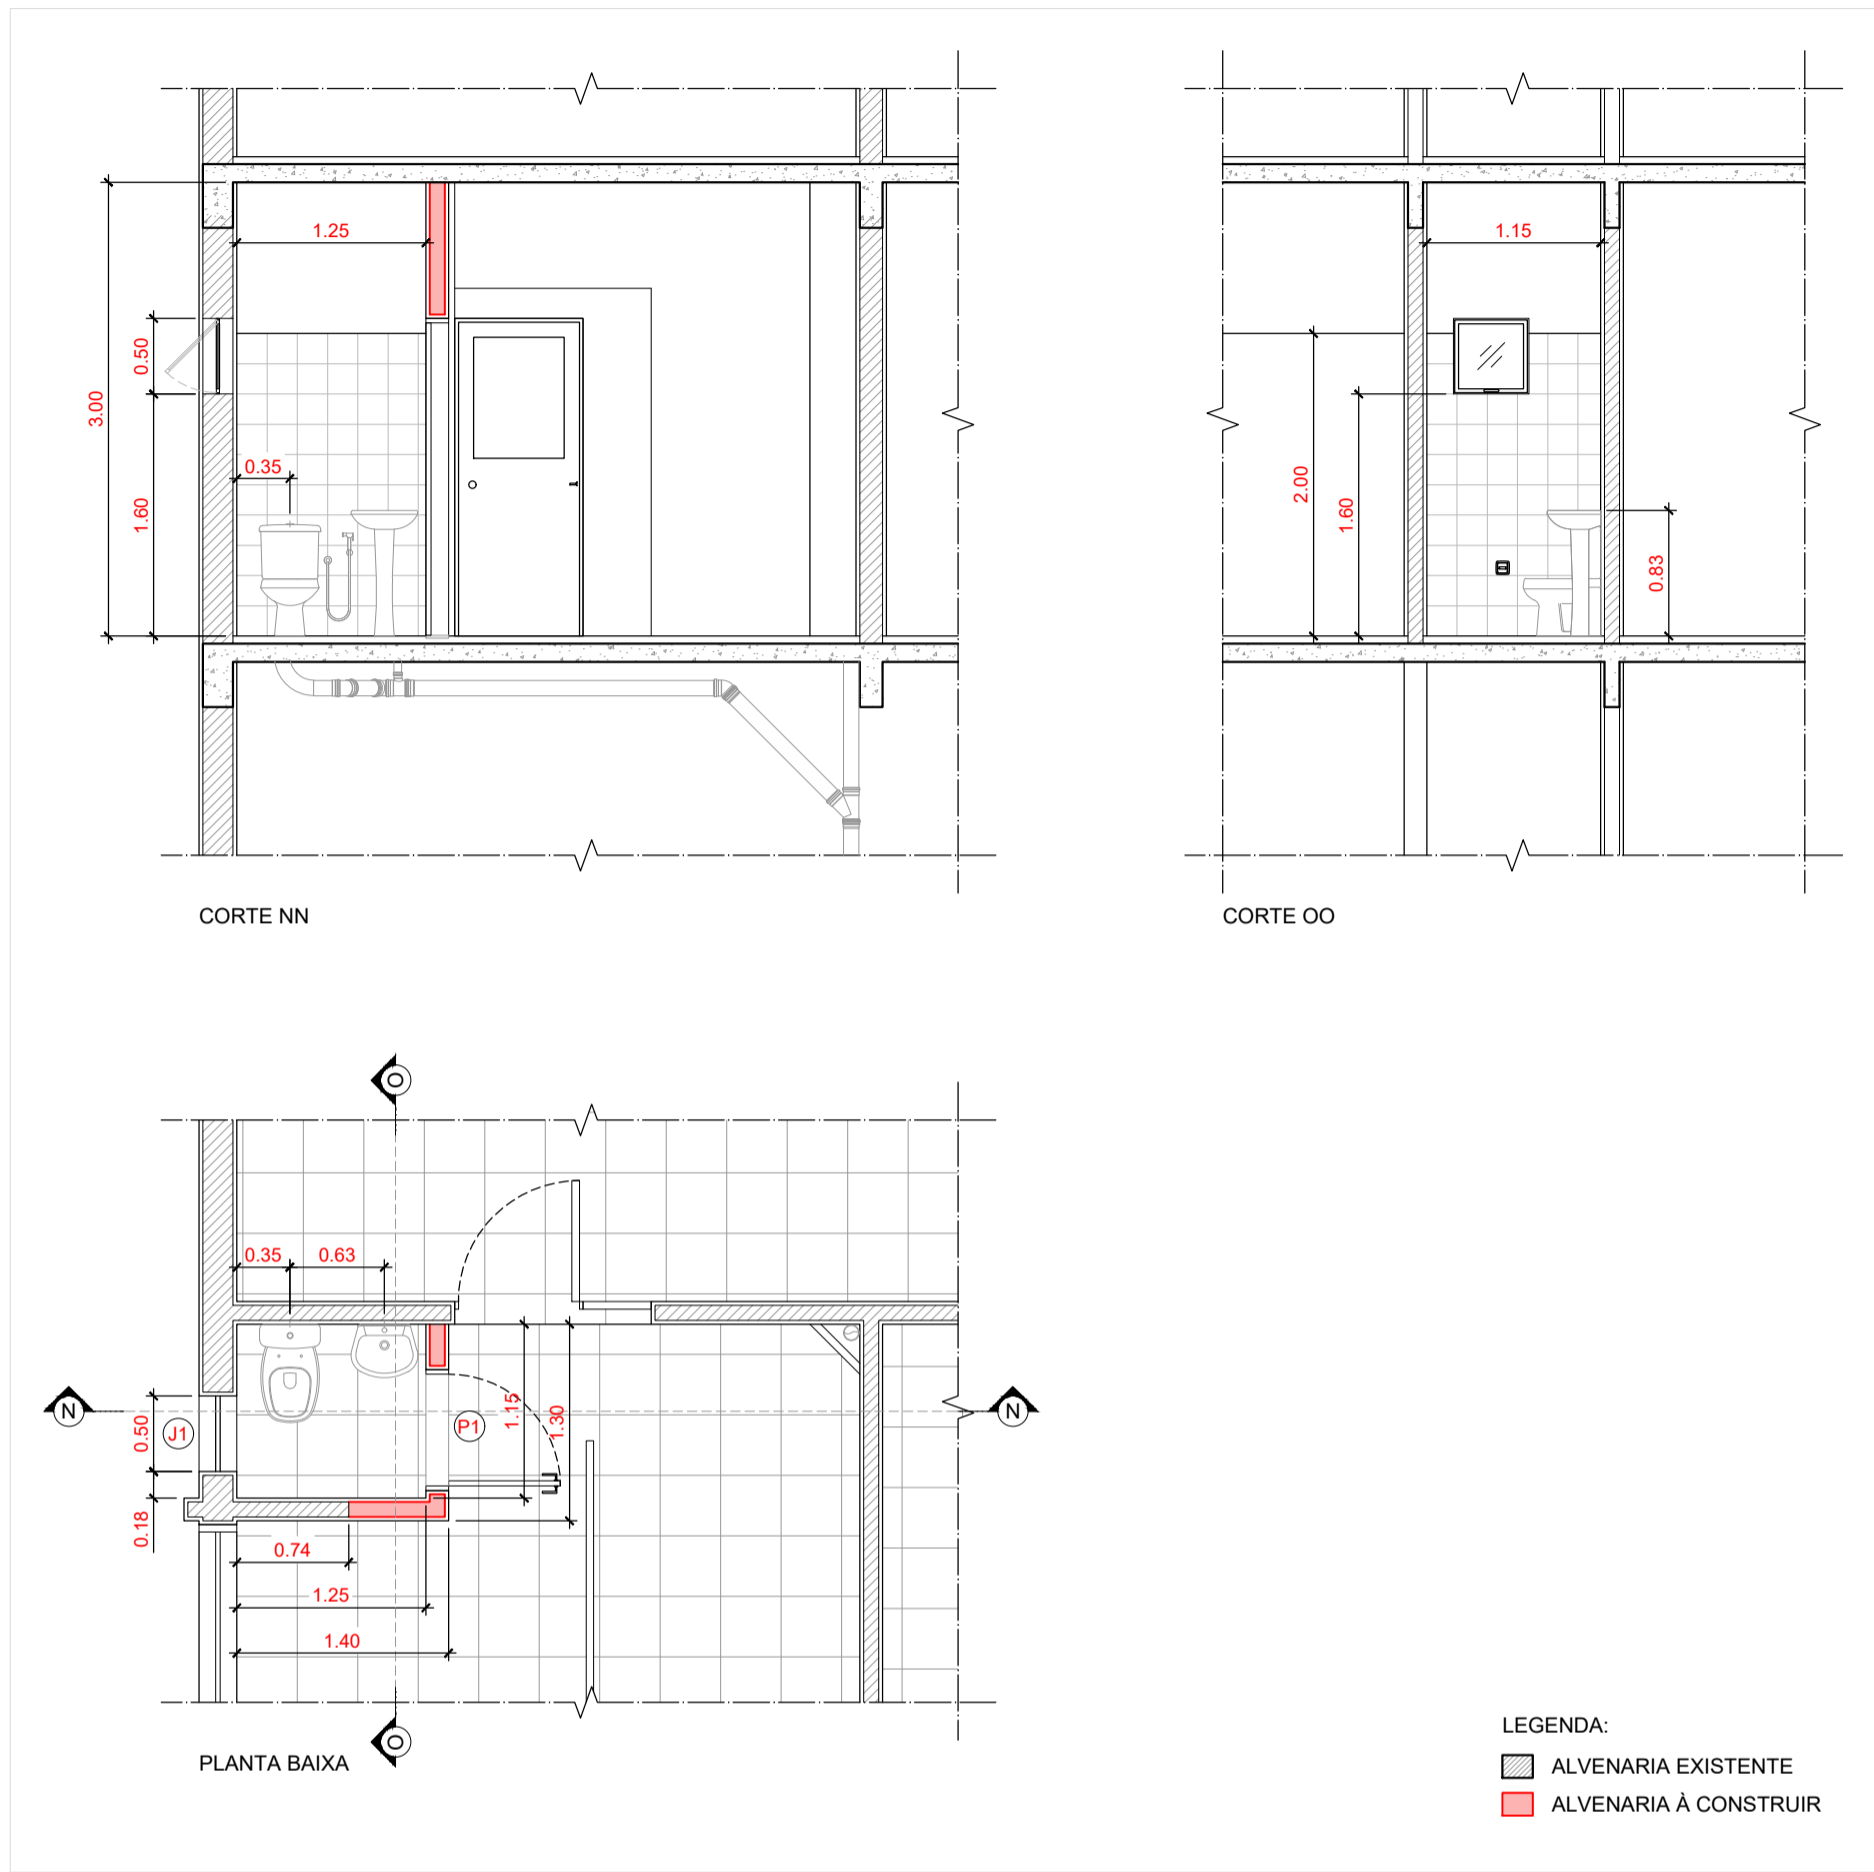 1.25
0.50
3.00
0.35
1.60
CORTE NN
1.15
2.00
1.60
0.83
CORTE OO
O
0.35
0.63
N
0.50
J1
P1
1.15
1.30
N
0.18
0.74
1.25
1.40
O
PLANTA BAIXA
LEGENDA:
ALVENARIA EXISTENTE
ALVENARIA À CONSTRUIR